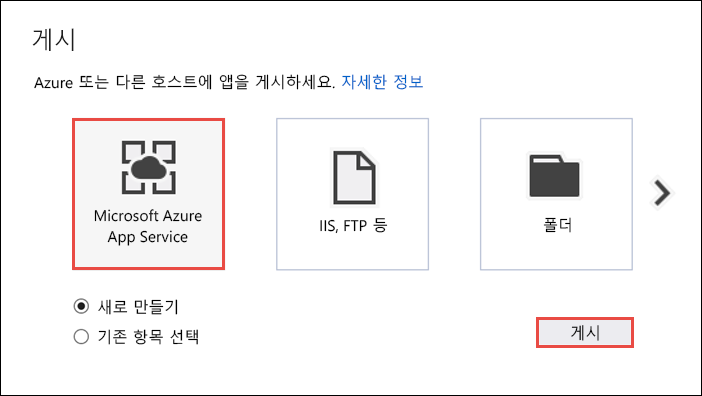 게시
Azure 또는 다른 호스트에 앱을 게시하세요. 자세한 정보
Microsoft Azure
App Service
IIS, FTP 등
폴더
새로 만들기
기존 항목 선택
게시